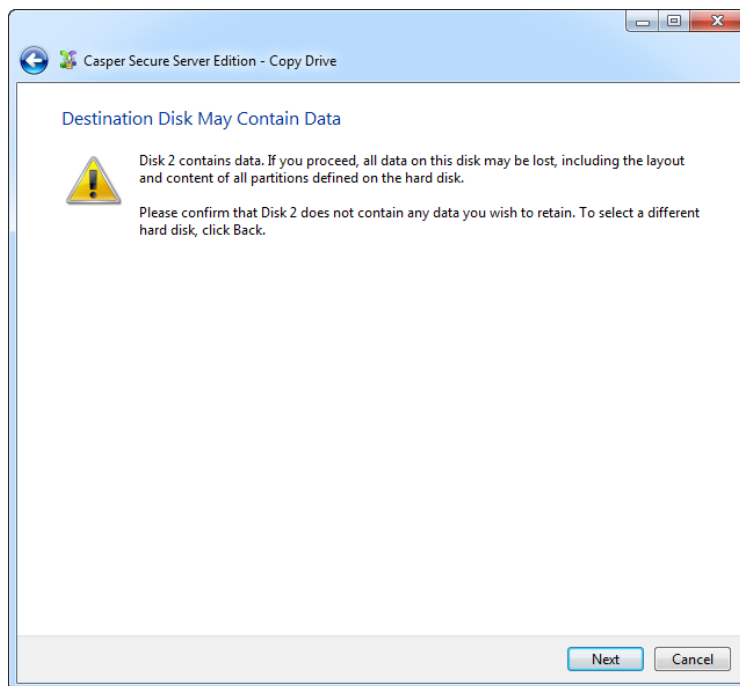 Casper Secure Server Edition - Copy Drive
Destination Disk May Contain Data
Disk 2 contains data. If you proceed, all data on this disk may be lost, including the layout
and content of all partitions defined on the hard disk.
Please confirm that Disk 2 does not contain any data you wish to retain. To select a different
hard disk, click Back.
Next
Cancel